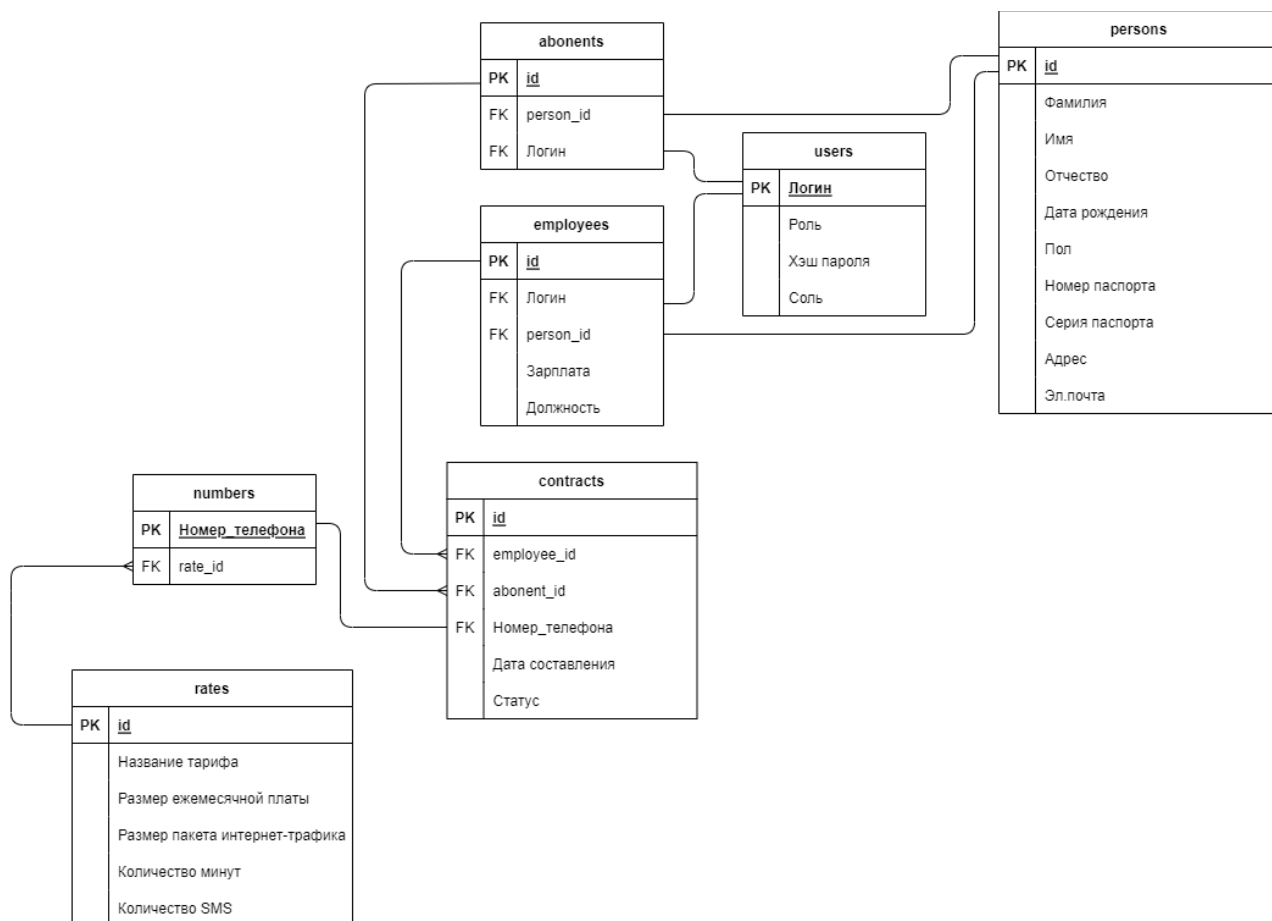 abonents
PK id
FK person_id
FK Логин
persons
PK id
Фамилия
Имя
Отчество
Дата рождения
Пол
Номер паспорта
Серия паспорта
Адрес
Эл.почта
users
PK Логин
Роль
Хэш пароля
Соль
employees
PK id
FK Логин
FK person_id
Зарплата
Должность
contracts
PK id
FK employee_id
FK abonent_id
FK Номер_телефона
Дата составления
Статус
numbers
PK Номер_телефона
FK rate_id
rates
PK id
Название тарифа
Размер ежемесячной платы
Размер пакета интернет-трафика
Количество минут
Количество SMS